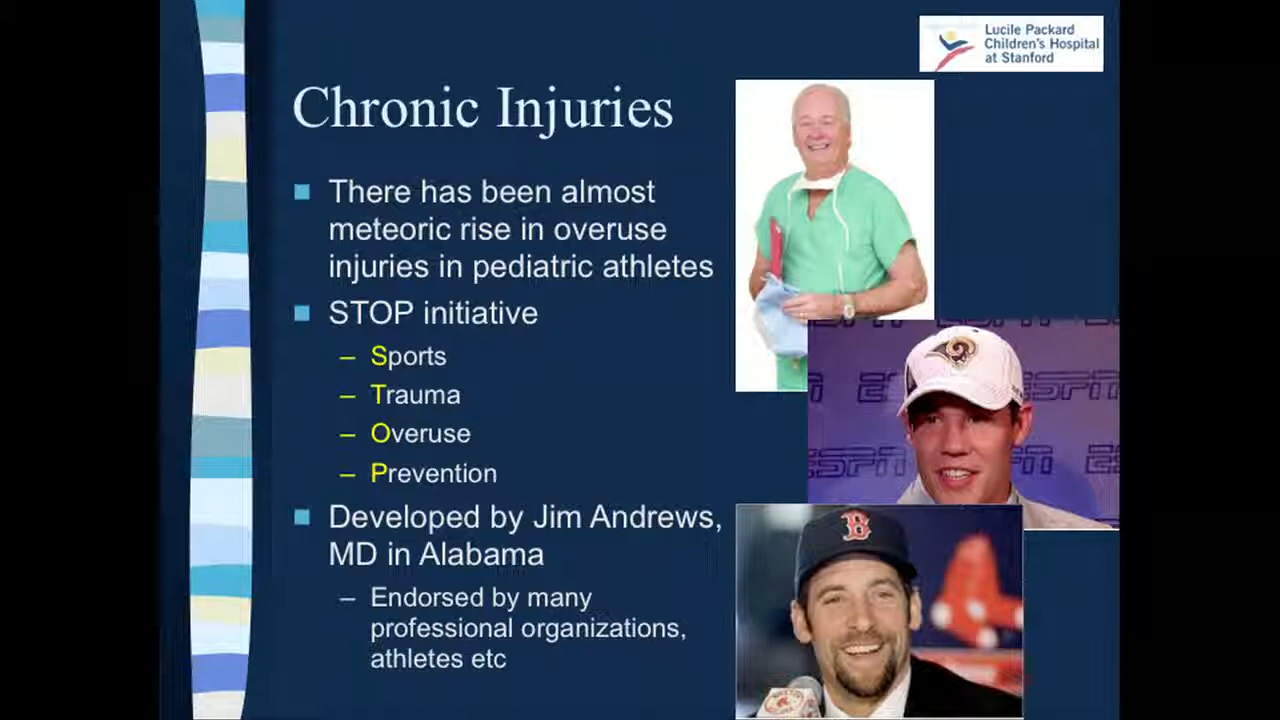 Lucile Packard
Children's Hospital
at Stanford
Chronic Injuries
There has been almost
meteoric rise in overuse
injuries in pediatric athletes
STOP initiative
– Sports
– Trauma
– Overuse
– Prevention
Developed by Jim Andrews,
MD in Alabama
– Endorsed by many
professional organizations,
athletes etc
ESPN
ESPN
B